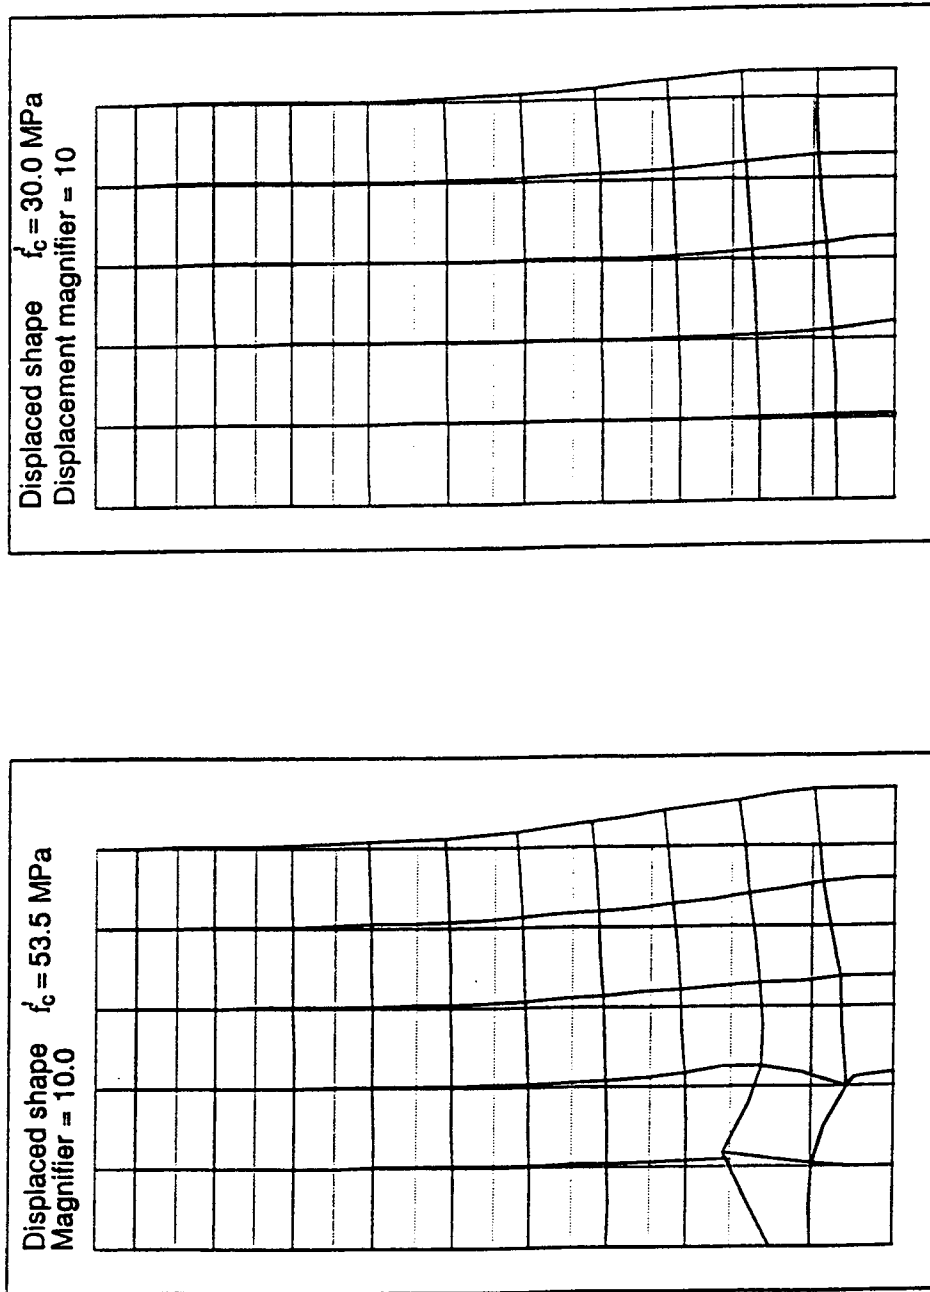 Displaced shape f'c = 53.5 MPa
Magnifier = 10.0
Displaced shape f'c = 30.0 MPa
Displacement magnifier = 10